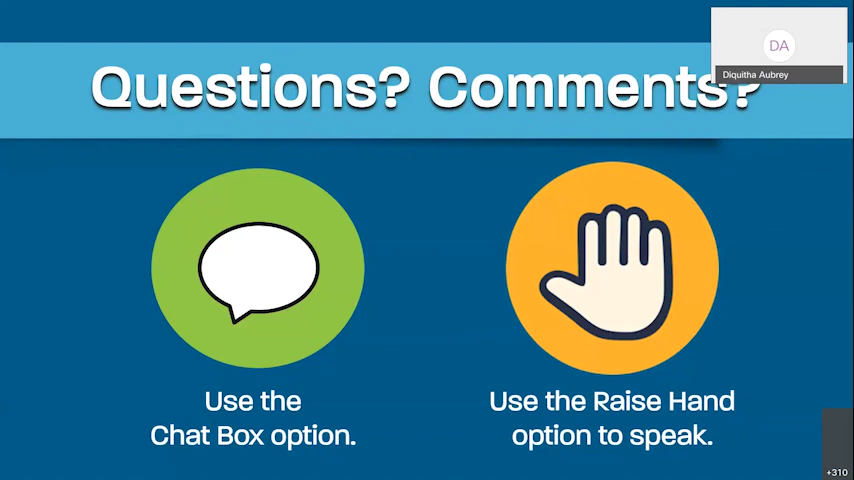 Questions? Comments?
DA
Diquitha Aubrey
Use the
Chat Box option.
Use the Raise Hand
option to speak.
+310